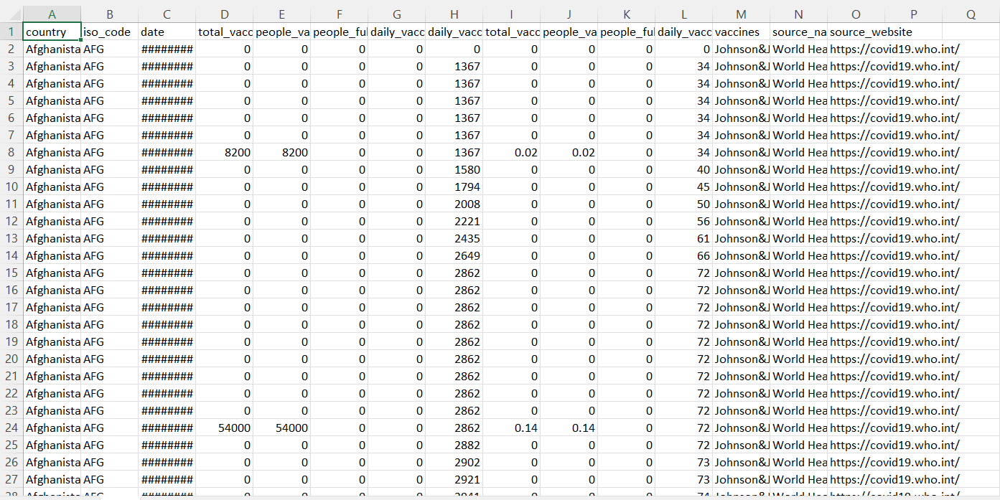 A B C D E F G H I J K L M N O P Q
1 country iso_code date total_vacc people_va people_ful daily_vacc daily_vacc total_vacc people_va people_ful daily_vacc vaccines source_na source_website
2 Afghanista AFG ######## 0 0 0 0 0 0 0 0 0 Johnson&J World Hea https://covid19.who.int/
3 Afghanista AFG ######## 0 0 0 0 1367 0 0 0 34 Johnson&J World Hea https://covid19.who.int/
4 Afghanista AFG ######## 0 0 0 0 1367 0 0 0 34 Johnson&J World Hea https://covid19.who.int/
5 Afghanista AFG ######## 0 0 0 0 1367 0 0 0 34 Johnson&J World Hea https://covid19.who.int/
6 Afghanista AFG ######## 0 0 0 0 1367 0 0 0 34 Johnson&J World Hea https://covid19.who.int/
7 Afghanista AFG ######## 0 0 0 0 1367 0 0 0 34 Johnson&J World Hea https://covid19.who.int/
8 Afghanista AFG ######## 8200 8200 0 0 1367 0.02 0.02 0 34 Johnson&J World Hea https://covid19.who.int/
9 Afghanista AFG ######## 0 0 0 0 1580 0 0 0 40 Johnson&J World Hea https://covid19.who.int/
10 Afghanista AFG ######## 0 0 0 0 1794 0 0 0 45 Johnson&J World Hea https://covid19.who.int/
11 Afghanista AFG ######## 0 0 0 0 2008 0 0 0 50 Johnson&J World Hea https://covid19.who.int/
12 Afghanista AFG ######## 0 0 0 0 2221 0 0 0 56 Johnson&J World Hea https://covid19.who.int/
13 Afghanista AFG ######## 0 0 0 0 2435 0 0 0 61 Johnson&J World Hea https://covid19.who.int/
14 Afghanista AFG ######## 0 0 0 0 2649 0 0 0 66 Johnson&J World Hea https://covid19.who.int/
15 Afghanista AFG ######## 0 0 0 0 2862 0 0 0 72 Johnson&J World Hea https://covid19.who.int/
16 Afghanista AFG ######## 0 0 0 0 2862 0 0 0 72 Johnson&J World Hea https://covid19.who.int/
17 Afghanista AFG ######## 0 0 0 0 2862 0 0 0 72 Johnson&J World Hea https://covid19.who.int/
18 Afghanista AFG ######## 0 0 0 0 2862 0 0 0 72 Johnson&J World Hea https://covid19.who.int/
19 Afghanista AFG ######## 0 0 0 0 2862 0 0 0 72 Johnson&J World Hea https://covid19.who.int/
20 Afghanista AFG ######## 0 0 0 0 2862 0 0 0 72 Johnson&J World Hea https://covid19.who.int/
21 Afghanista AFG ######## 0 0 0 0 2862 0 0 0 72 Johnson&J World Hea https://covid19.who.int/
22 Afghanista AFG ######## 0 0 0 0 2862 0 0 0 72 Johnson&J World Hea https://covid19.who.int/
23 Afghanista AFG ######## 0 0 0 0 2862 0 0 0 72 Johnson&J World Hea https://covid19.who.int/
24 Afghanista AFG ######## 54000 54000 0 0 2862 0.14 0.14 0 72 Johnson&J World Hea https://covid19.who.int/
25 Afghanista AFG ######## 0 0 0 0 2882 0 0 0 72 Johnson&J World Hea https://covid19.who.int/
26 Afghanista AFG ######## 0 0 0 0 2902 0 0 0 73 Johnson&J World Hea https://covid19.who.int/
27 Afghanista AFG ######## 0 0 0 0 2921 0 0 0 73 Johnson&J World Hea https://covid19.who.int/